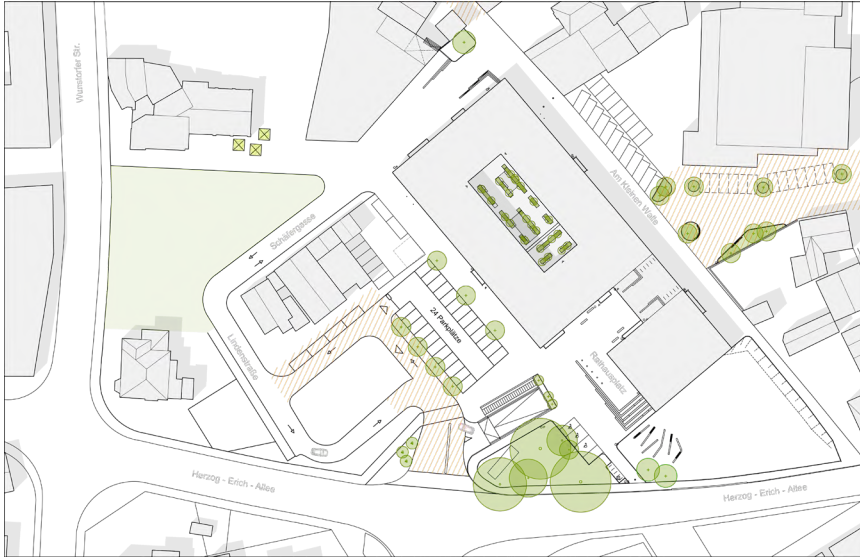 Wunstorfer Str.
Am Kleinen Walle
Schäfergasse
24 Parkplätze
Lindenstraße
Rathausplatz
Herzog - Erich - Allee
Herzog - Erich - Allee